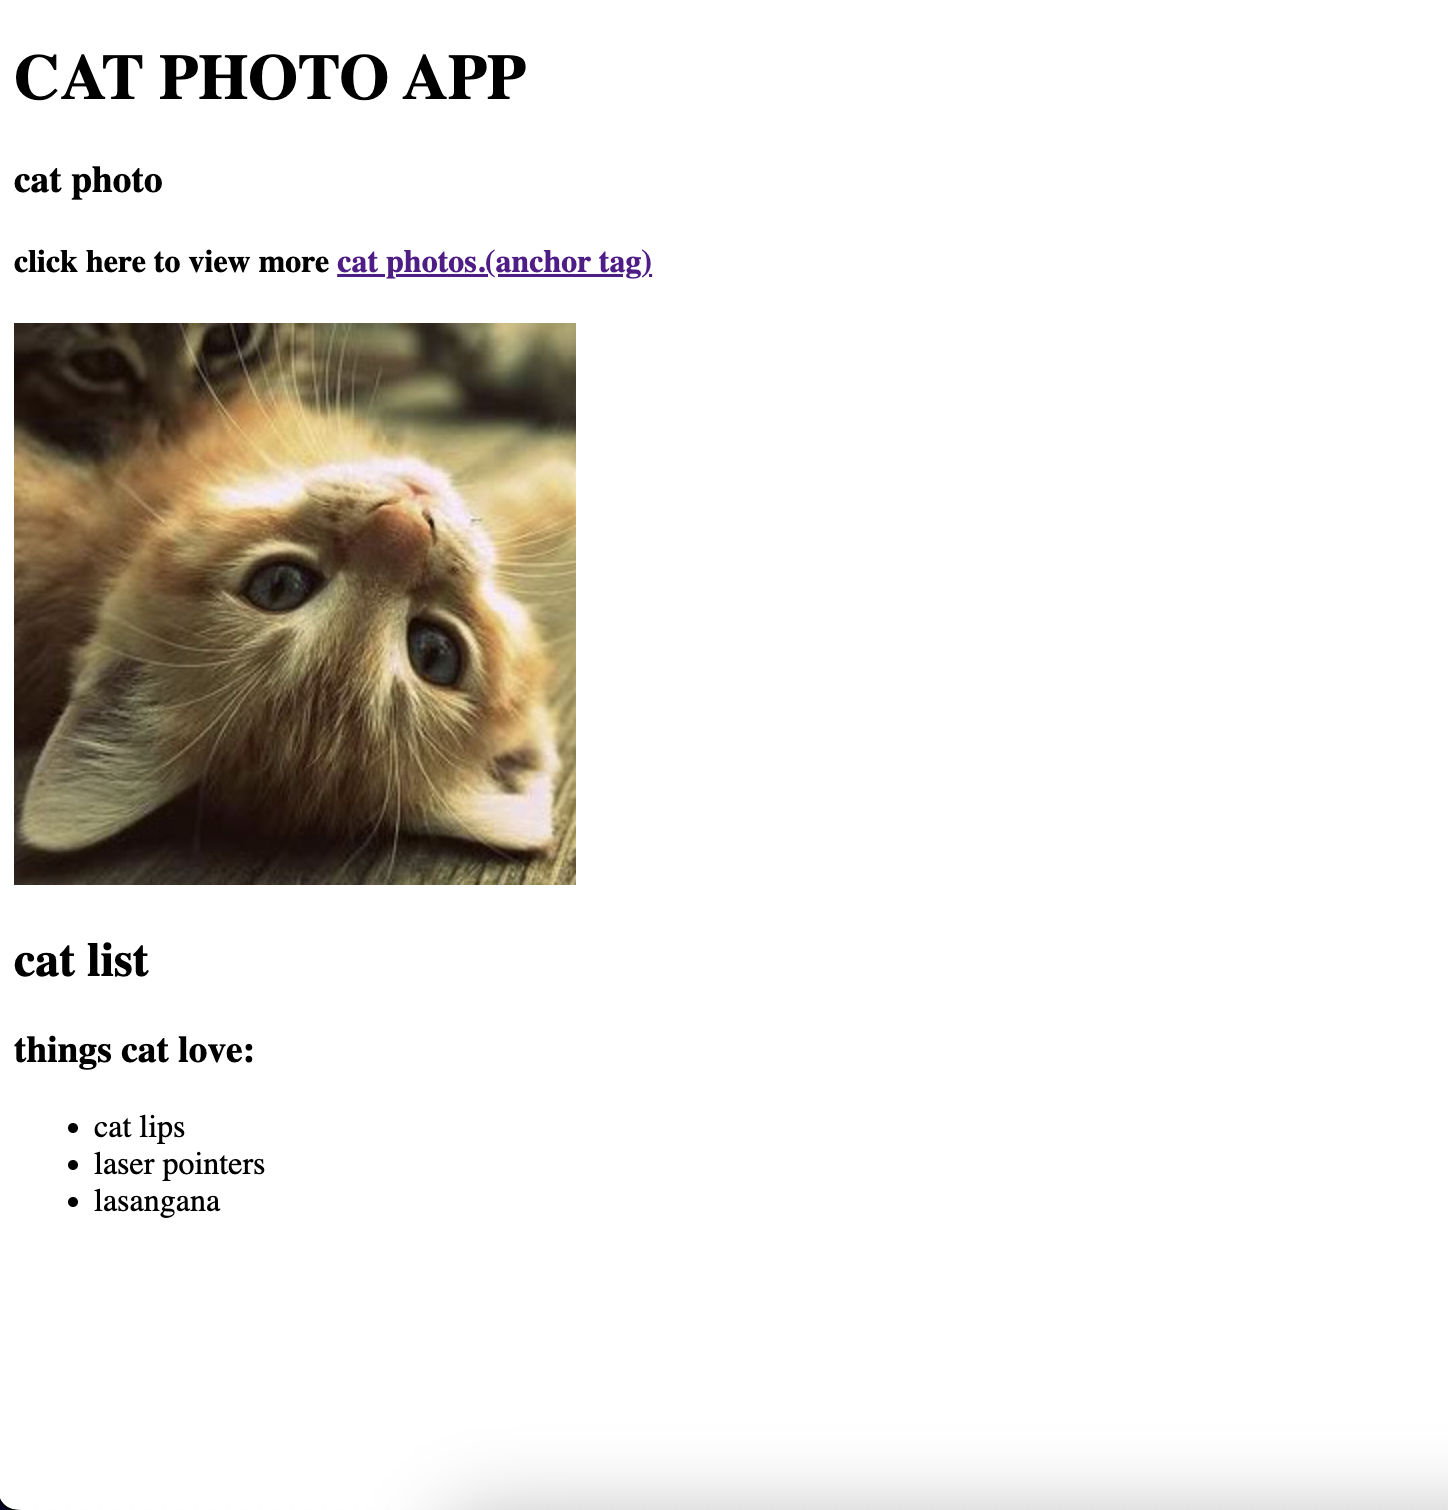 CAT PHOTO APP
cat photo
click here to view more cat photos.(anchor tag)
cat list
things cat love:
cat lips
laser pointers
lasangana